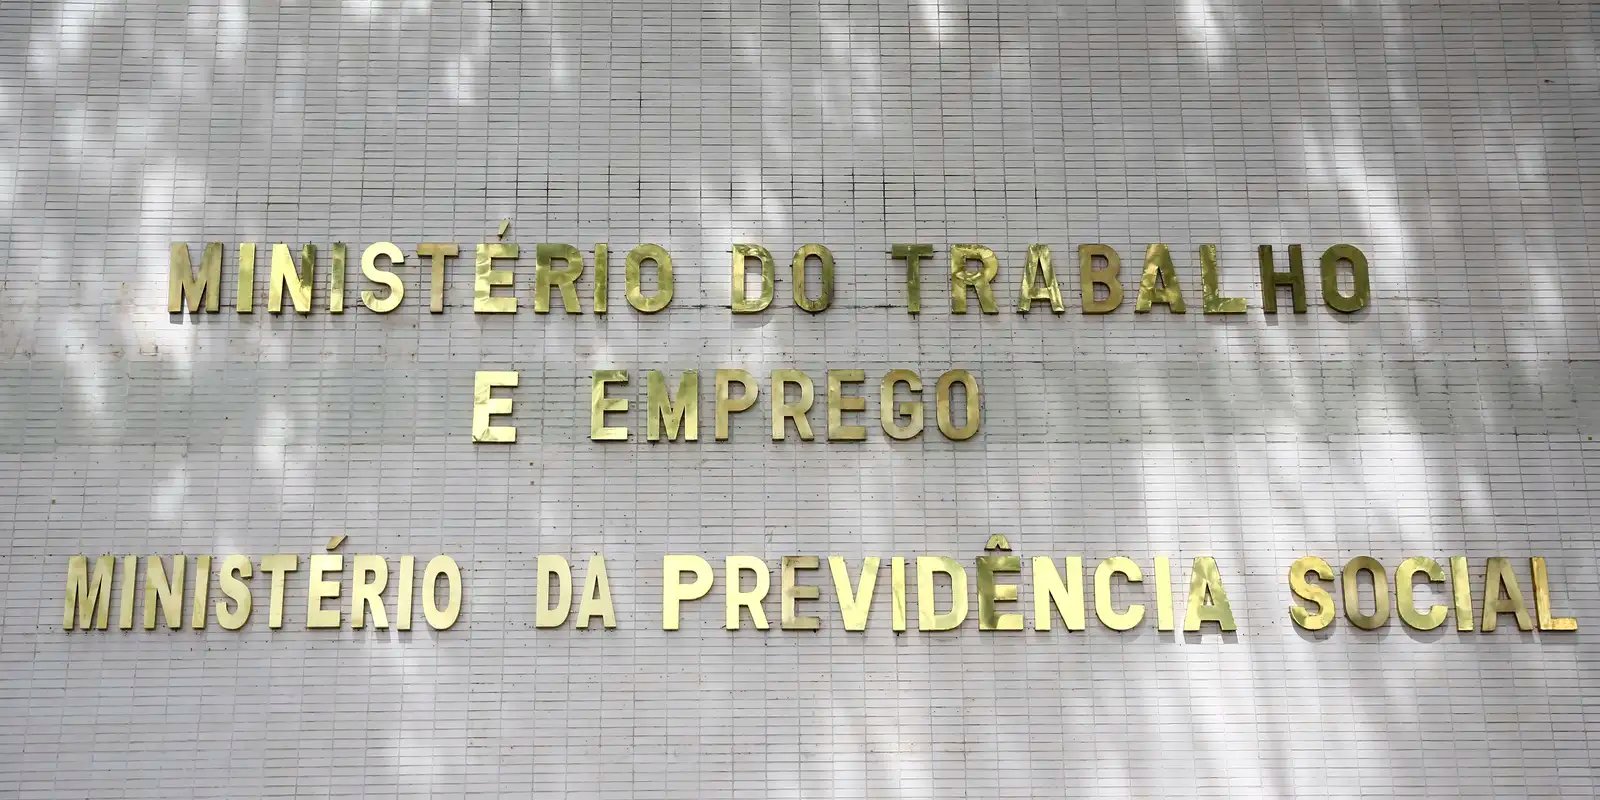 MINISTÉRIO DO TRABALHO
E EMPREGO
MINISTÉRIO DA PREVIDÊNCIA SOCIAL